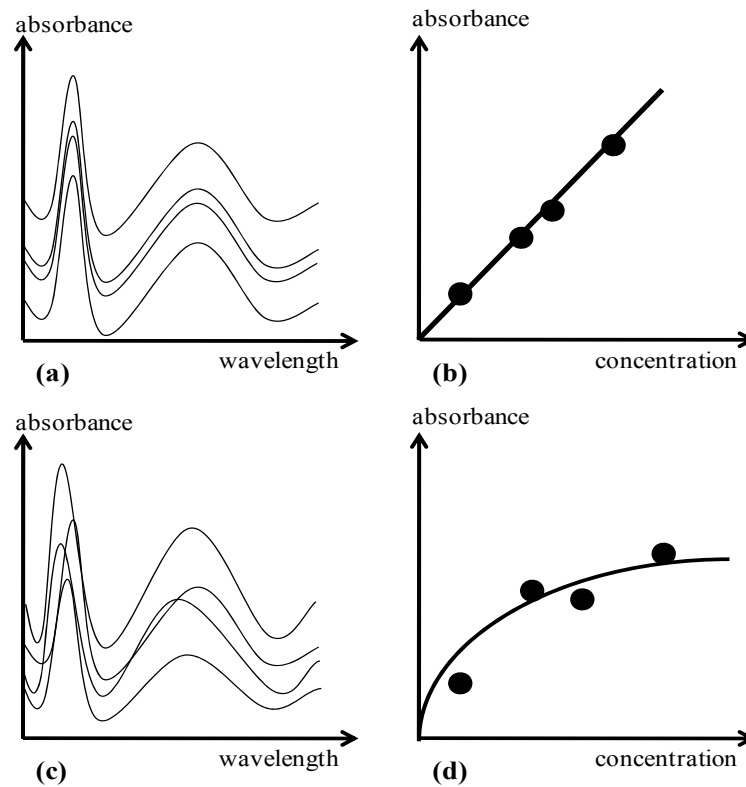 absorbance
wavelength
(a)
absorbance
concentration
(b)
absorbance
wavelength
(c)
absorbance
concentration
(d)